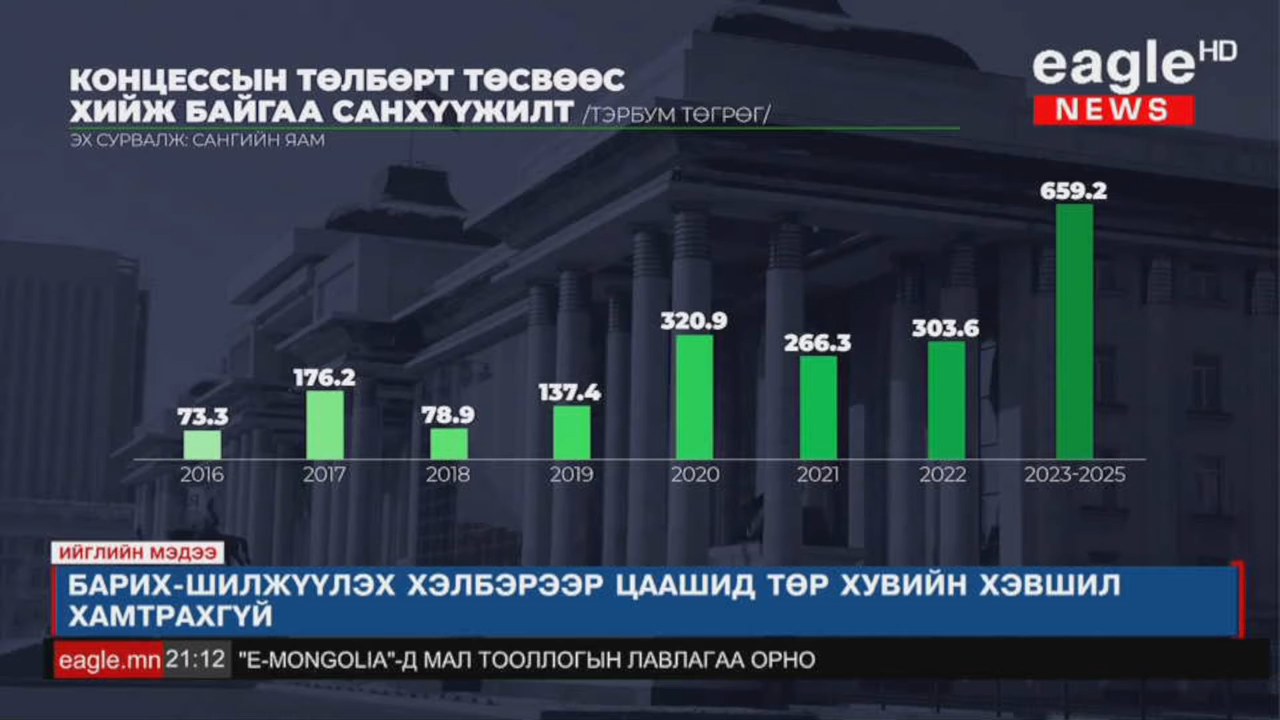 КОНЦЕССЫН ТӨЛБӨРТ ТӨСВӨӨС
ХИЙЖ БАЙГАА САНХҮҮЖИЛТ /ТЭРБУМ ТӨГРӨГ/
ЭХ СУРВАЛЖ: САНГИЙН ЯАМ
eagle HD
NEWS
73.3
176.2
78.9
137.4
320.9
266.3
303.6
659.2
2016
2017
2018
2019
2020
2021
2022
2023-2025
ИЙГЛИЙН МЭДЭЭ
БАРИХ-ШИЛЖҮҮЛЭХ ХЭЛБЭРЭЭР ЦААШИД ТӨР ХУВИЙН ХЭВШИЛ
ХАМТРАХГҮЙ
eagle.mn 21:12 "E-MONGOLIA"-Д МАЛ ТООЛЛОГЫН ЛАВЛАГАА ОРНО